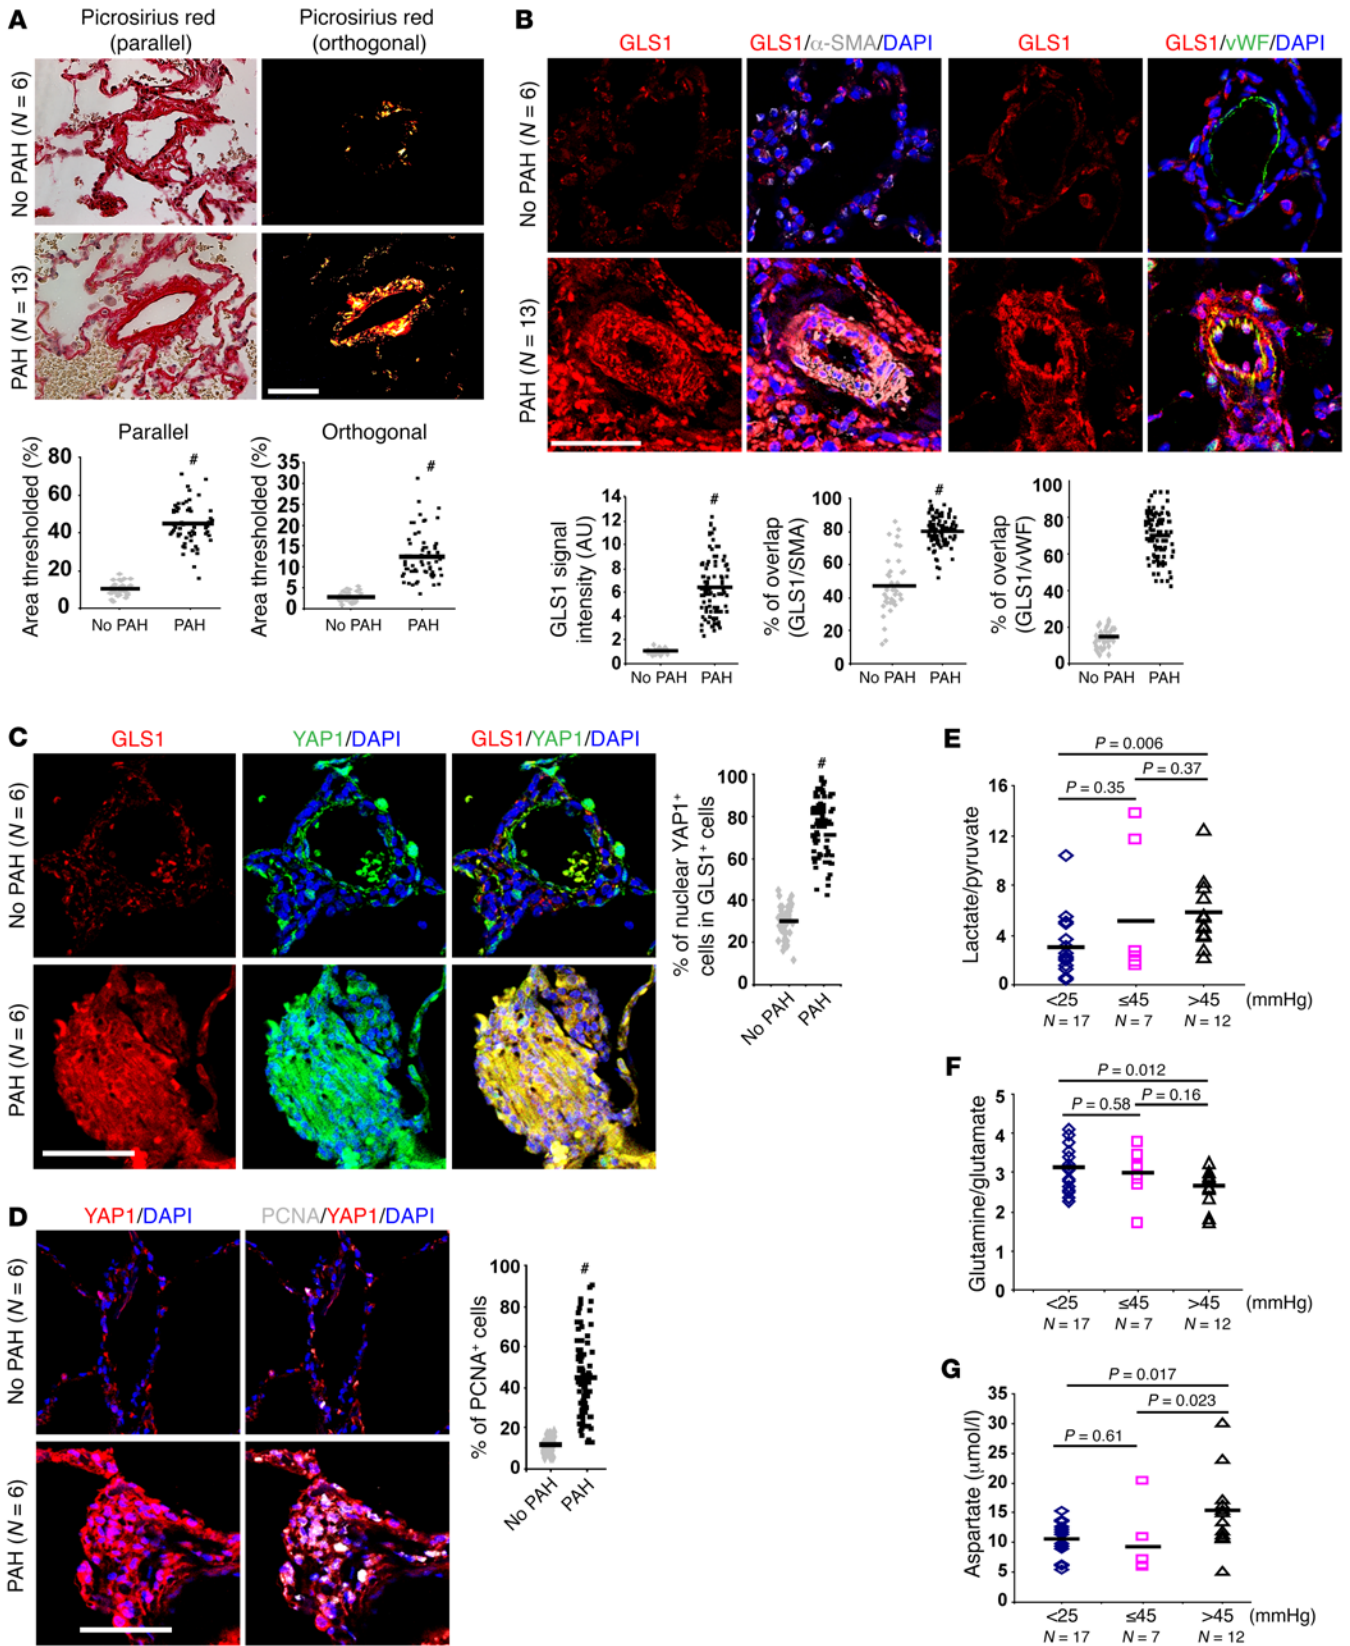 A
Picrosirius red
(parallel)
Picrosirius red
(orthogonal)
No PAH (N = 6)
PAH (N = 13)
Parallel
Area thresholded (%)
80
60
40
20
0
No PAH
PAH
#
Orthogonal
Area thresholded (%)
35
30
25
20
15
10
5
0
No PAH
PAH
#
B
GLS1
GLS1/α-SMA/DAPI
GLS1
GLS1/vWF/DAPI
No PAH (N = 6)
PAH (N = 13)
GLS1 signal
intensity (AU)
14
12
10
8
6
4
2
0
No PAH
PAH
#
% of overlap
(GLS1/SMA)
100
80
60
40
20
0
No PAH
PAH
#
% of overlap
(GLS1/vWF)
100
80
60
40
20
0
No PAH
PAH
C
GLS1
YAP1/DAPI
GLS1/YAP1/DAPI
No PAH (N = 6)
PAH (N = 6)
% of nuclear YAP1+
cells in GLS1+ cells
100
80
60
40
20
0
No PAH
PAH
#
D
YAP1/DAPI
PCNA/YAP1/DAPI
No PAH (N = 6)
PAH (N = 6)
% of PCNA+ cells
100
80
60
40
20
0
No PAH
PAH
#
E
P = 0.006
P = 0.37
P = 0.35
Lactate/pyruvate
16
12
8
4
0
<25 ≤45 >45 (mmHg)
N = 17 N = 7 N = 12
F
P = 0.012
P = 0.16
P = 0.58
Glutamine/glutamate
5
4
3
2
1
0
<25 ≤45 >45 (mmHg)
N = 17 N = 7 N = 12
G
P = 0.017
P = 0.023
P = 0.61
Aspartate (μmol/l)
35
30
25
20
15
10
5
0
<25 ≤45 >45 (mmHg)
N = 17 N = 7 N = 12